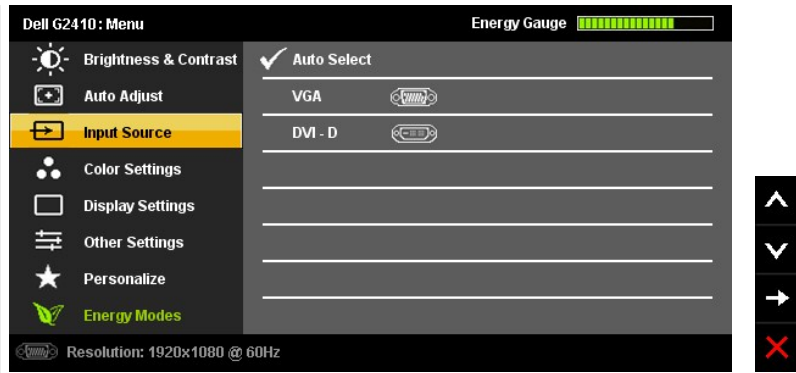 Dell G2410 : Menu
Energy Gauge
Brightness & Contrast
Auto Select
Auto Adjust
VGA
Input Source
DVI - D
Color Settings
Display Settings
Other Settings
Personalize
Energy Modes
Resolution: 1920x1080 @ 60Hz